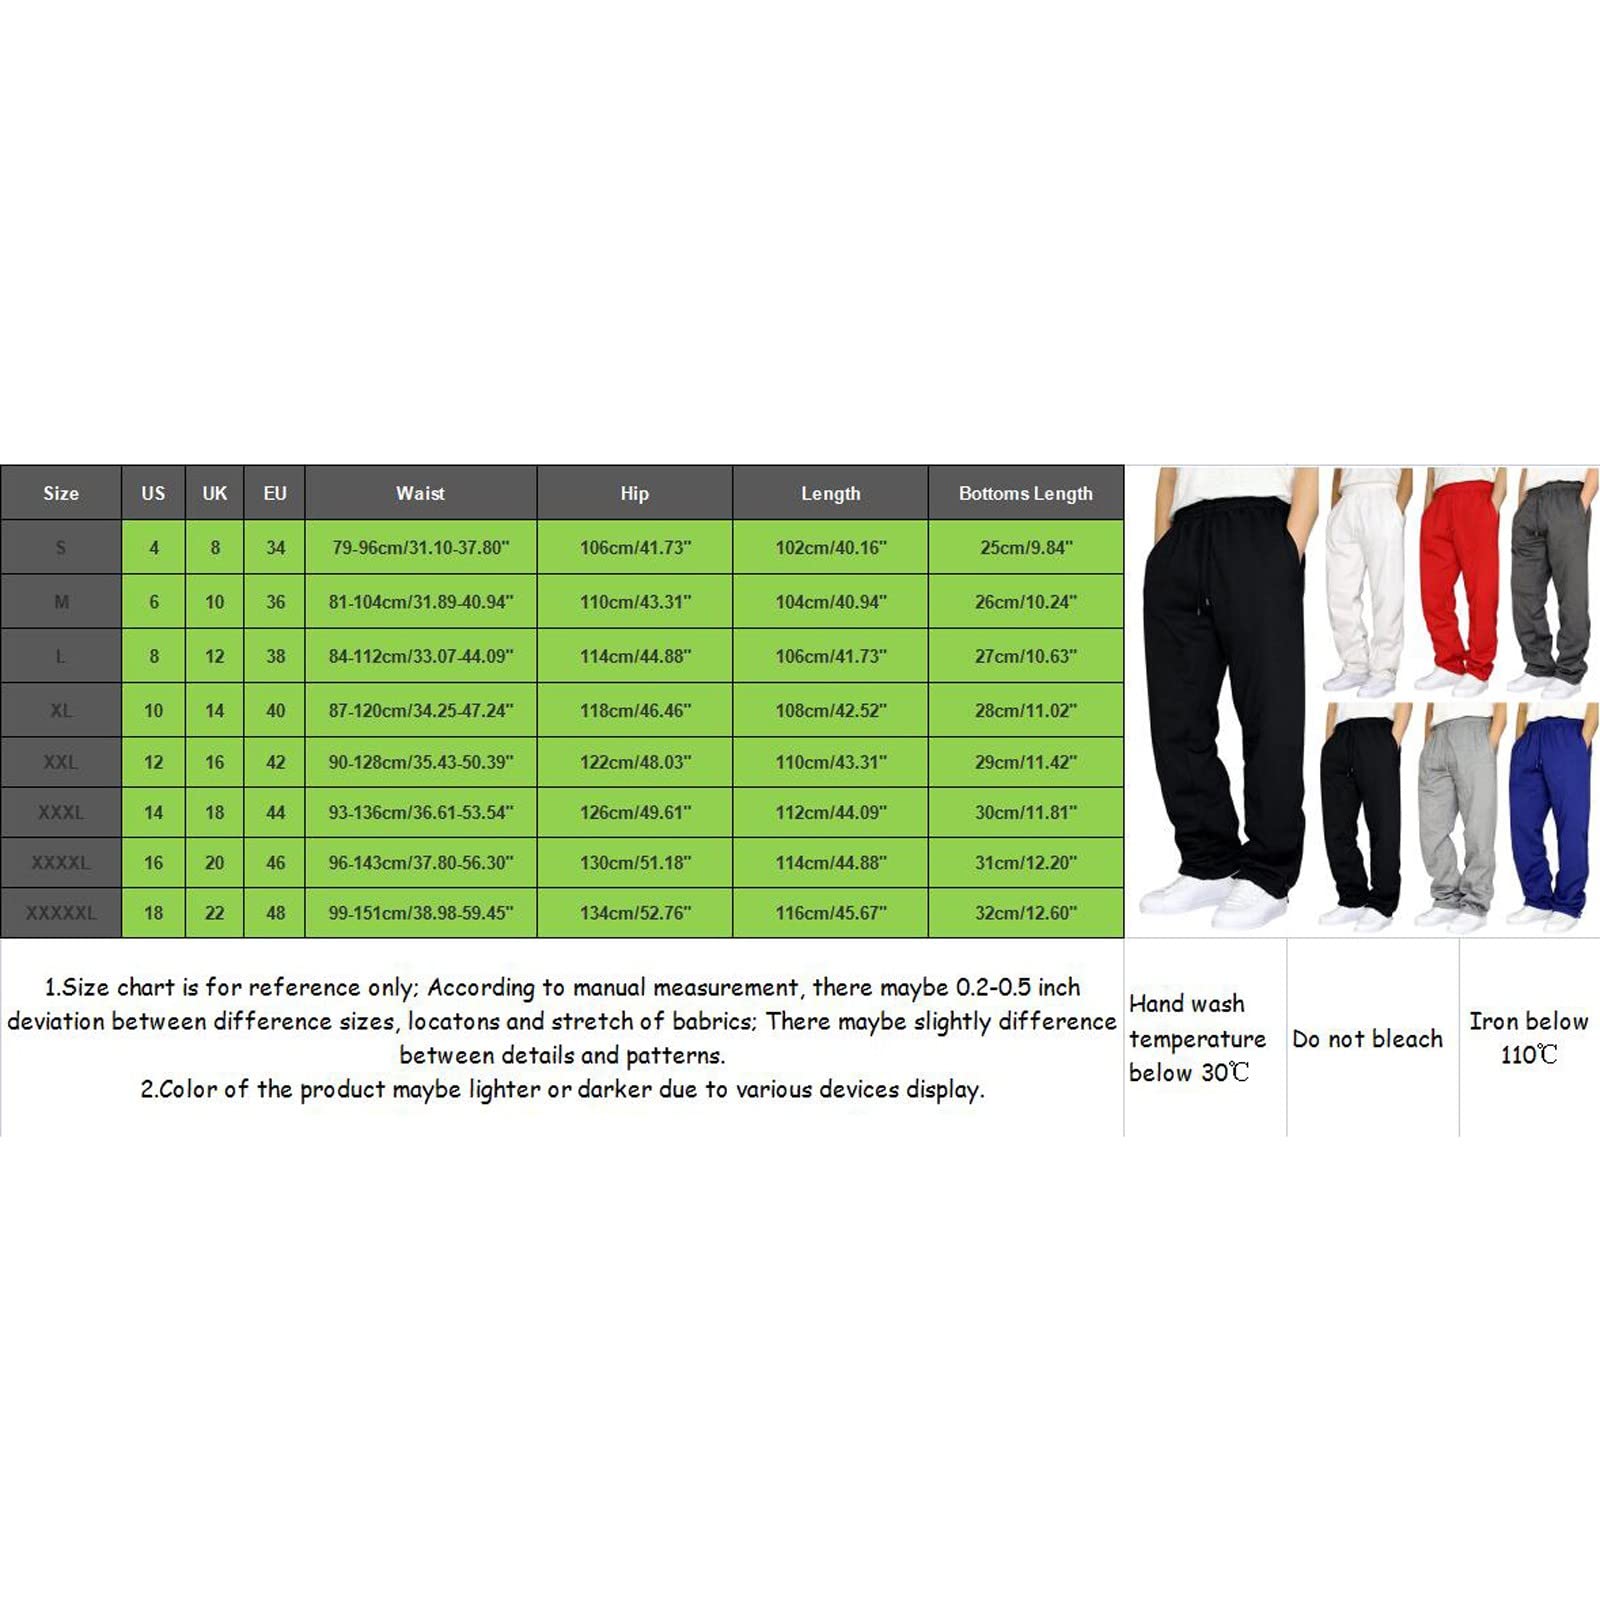 Size US UK EU Waist Hip Length Bottoms Length
S 4 8 34 79-96cm/31.10-37.80" 106cm/41.73" 102cm/40.16" 25cm/9.84"
M 6 10 36 81-104cm/31.89-40.94" 110cm/43.31" 104cm/40.94" 26cm/10.24"
L 8 12 38 84-112cm/33.07-44.09" 114cm/44.88" 106cm/41.73" 27cm/10.63"
XL 10 14 40 87-120cm/34.25-47.24" 118cm/46.46" 108cm/42.52" 28cm/11.02"
XXL 12 16 42 90-128cm/35.43-50.39" 122cm/48.03" 110cm/43.31" 29cm/11.42"
XXXL 14 18 44 93-136cm/36.61-53.54" 126cm/49.61" 112cm/44.09" 30cm/11.81"
XXXXL 16 20 46 96-143cm/37.80-56.30" 130cm/51.18" 114cm/44.88" 31cm/12.20"
XXXXXL 18 22 48 99-151cm/38.98-59.45" 134cm/52.76" 116cm/45.67" 32cm/12.60"
1.Size chart is for reference only; According to manual measurement, there maybe 0.2-0.5 inch
deviation between difference sizes, locatons and stretch of babrics; There maybe slightly difference
between details and patterns.
2.Color of the product maybe lighter or darker due to various devices display.
Hand wash
temperature
below 30℃
Do not bleach
Iron below
110℃